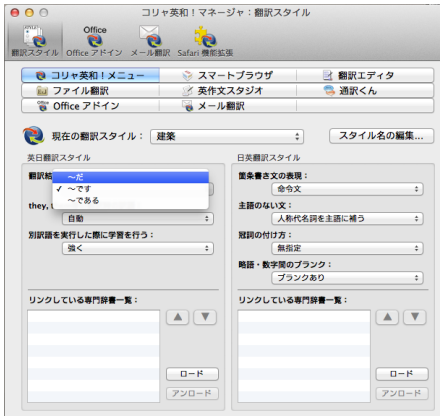 コリャ英和！マネージャ：翻訳スタイル
Office
翻訳スタイル Office アドイン メール翻訳 Safari 機能拡張
コリャ英和！メニュー スマートブラウザ 翻訳エディタ
ファイル翻訳 英作文スタジオ 通訳くん
Office アドイン メール翻訳
現在の翻訳スタイル： 建築 スタイル名の編集...
英日翻訳スタイル
翻訳結
～だ
✓ ～です
～である
they,
自動
別訳語を実行した際に学習を行う：
強く
リンクしている専門辞書一覧：
ロード
アンロード
日英翻訳スタイル
箇条書き文の表現：
命令文
主語のない文：
人称代名詞を主語に補う
冠詞の付け方：
無指定
略語・数字間のブランク：
ブランクあり
リンクしている専門辞書一覧：
ロード
アンロード